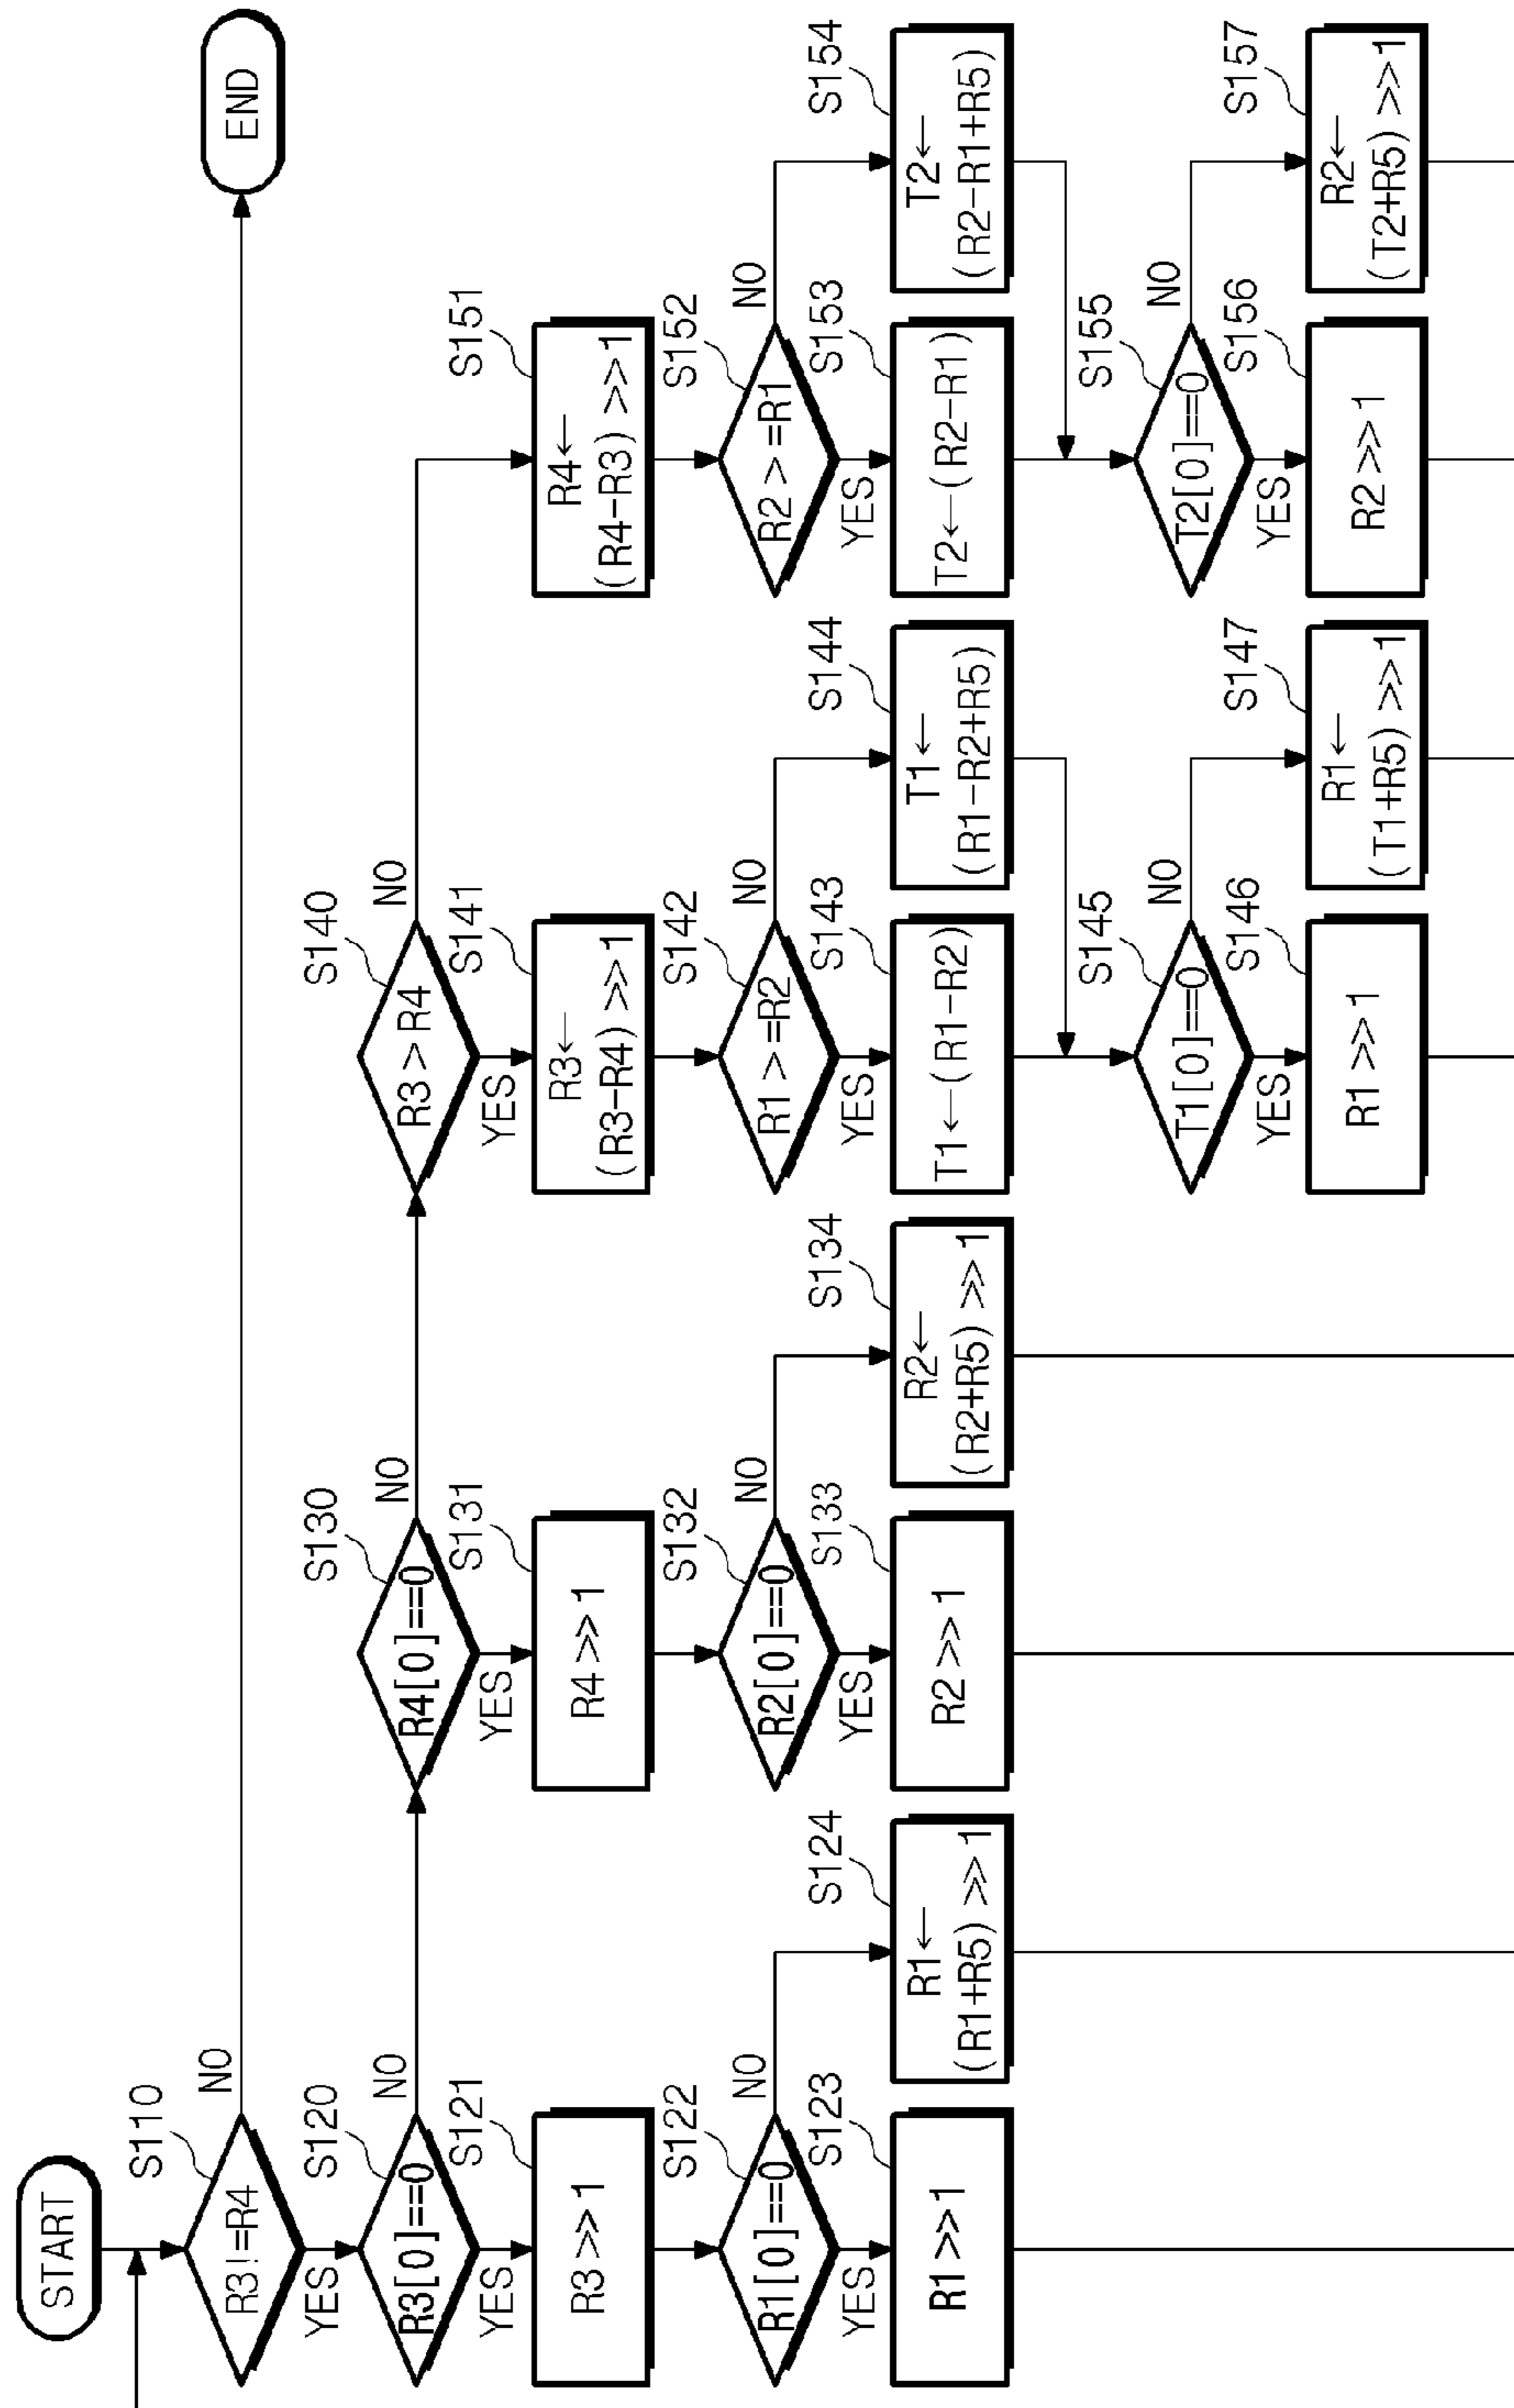 START
END
S110
R3!=R4
NO
YES
S120
R3[0]==0
NO
YES
S130
R4[0]==0
NO
YES
S140
R3 > R4
NO
YES
S121
R3 >>1
S131
R4 >>1
S141
R3←
(R3-R4) >>1
S151
R4←
(R4-R3) >>1
S122
R1[0]==0
NO
YES
S132
R2[0]==0
NO
YES
S142
R1 >=R2
NO
YES
S152
R2 >=R1
NO
YES
S123
R1 >>1
S124
R1←
(R1+R5) >>1
S133
R2 >>1
S134
R2←
(R2+R5) >>1
S143
T1←(R1-R2)
S144
T1←
(R1-R2+R5)
S153
T2←(R2-R1)
S154
T2←
(R2-R1+R5)
S145
T1[0]==0
NO
YES
S155
T2[0]==0
NO
YES
S146
R1 >>1
S147
R1←
(T1+R5) >>1
S156
R2 >>1
S157
R2←
(T2+R5) >>1